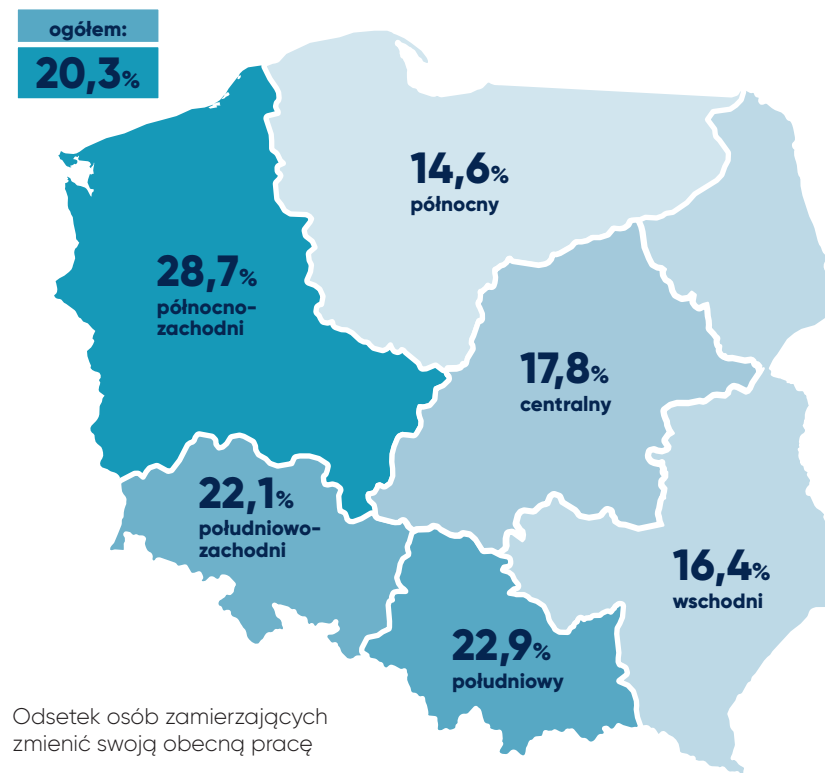 ogółem:
20,3%
14,6%
północny
28,7%
północno-
zachodni
17,8%
centralny
22,1%
południowo-
zachodni
16,4%
wschodni
22,9%
południowy
Odsetek osób zamierzających
zmienić swoją obecną pracę